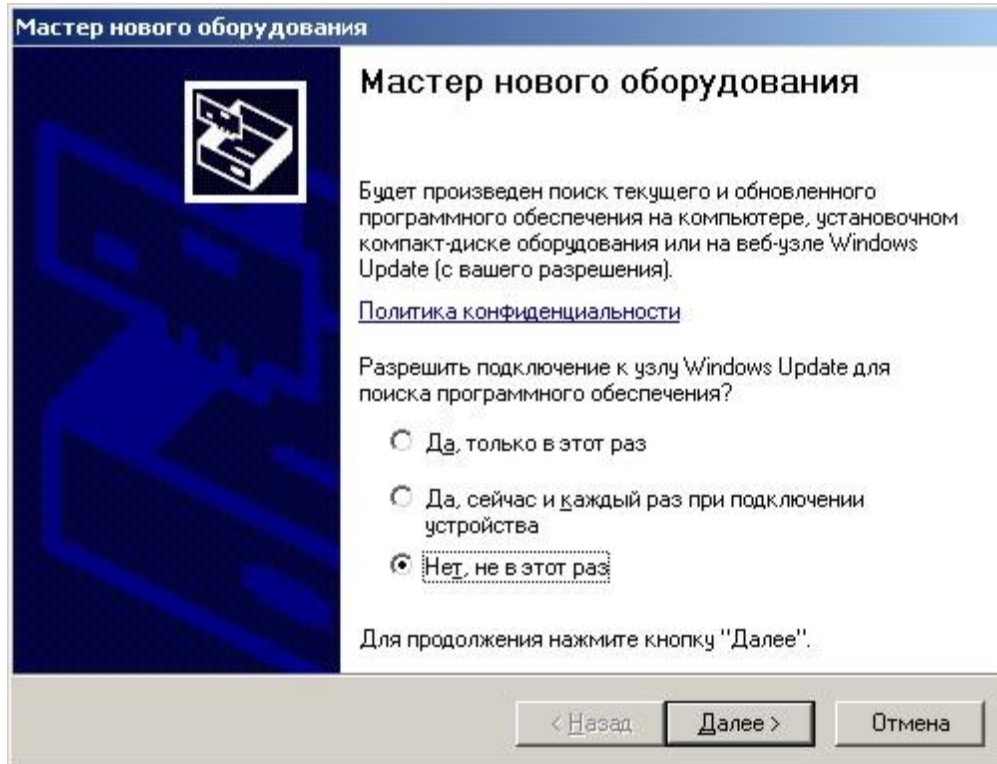 Мастер нового оборудования
Мастер нового оборудования
Будет произведен поиск текущего и обновленного
программного обеспечения на компьютере, установочном
компакт-диске оборудования или на веб-узле Windows
Update (с вашего разрешения).
Политика конфиденциальности
Разрешить подключение к узлу Windows Update для
поиска программного обеспечения?
Да, только в этот раз
Да, сейчас и каждый раз при подключении
устройства
Нет, не в этот раз
Для продолжения нажмите кнопку "Далее".
< Назад Далее > Отмена